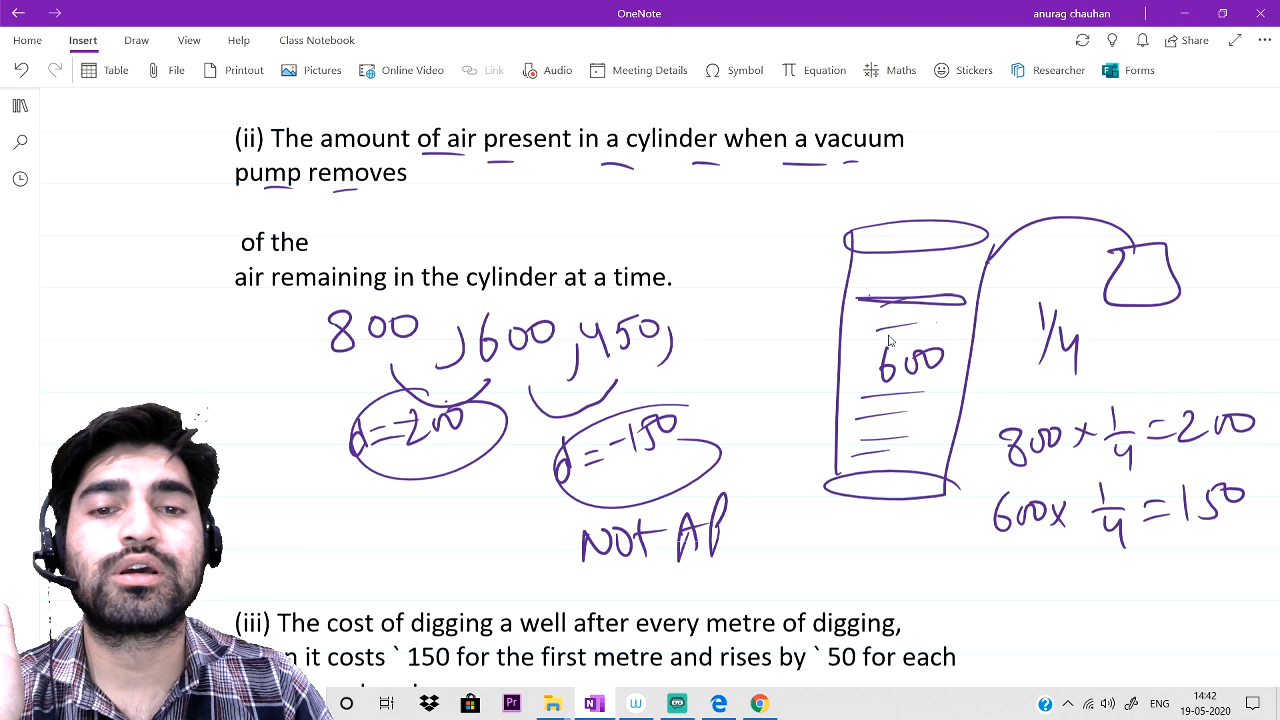 OneNote
anurag chauhan
Home Insert Draw View Help Class Notebook
Share
Table File Printout Pictures Online Video Link Audio Meeting Details Symbol Equation Maths Stickers Researcher Forms
(ii) The amount of air present in a cylinder when a vacuum
pump removes
of the
air remaining in the cylinder at a time.
800 , 600 , 450,
d = -200
d = -150
NOT AP
600
1/4
800 × 1/4 = 200
600 × 1/4 = 150
(iii) The cost of digging a well after every metre of digging,
it costs ` 150 for the first metre and rises by ` 50 for each
Pr
N
W
ENG
14:42
19-05-2020